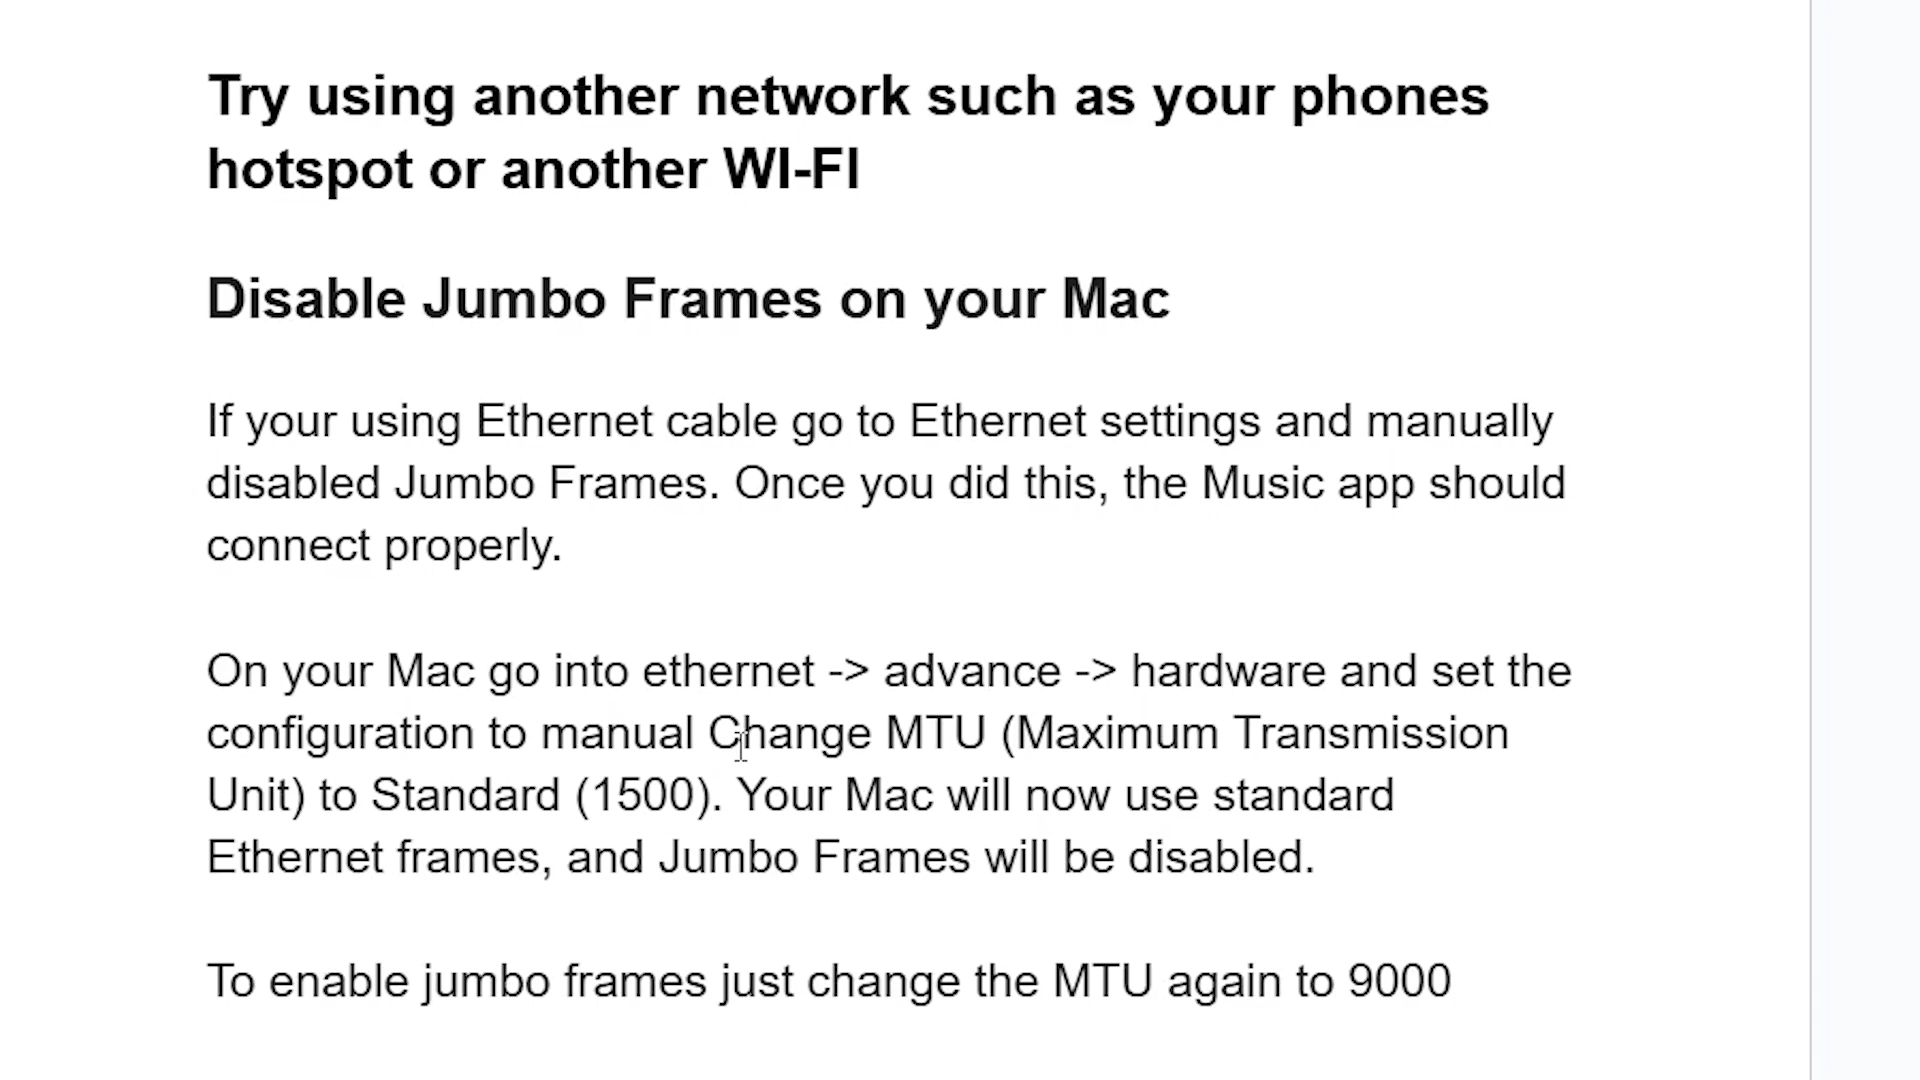 Try using another network such as your phones
hotspot or another WI-FI
Disable Jumbo Frames on your Mac
If your using Ethernet cable go to Ethernet settings and manually
disabled Jumbo Frames. Once you did this, the Music app should
connect properly.
On your Mac go into ethernet -> advance -> hardware and set the
configuration to manual Change MTU (Maximum Transmission
Unit) to Standard (1500). Your Mac will now use standard
Ethernet frames, and Jumbo Frames will be disabled.
To enable jumbo frames just change the MTU again to 9000